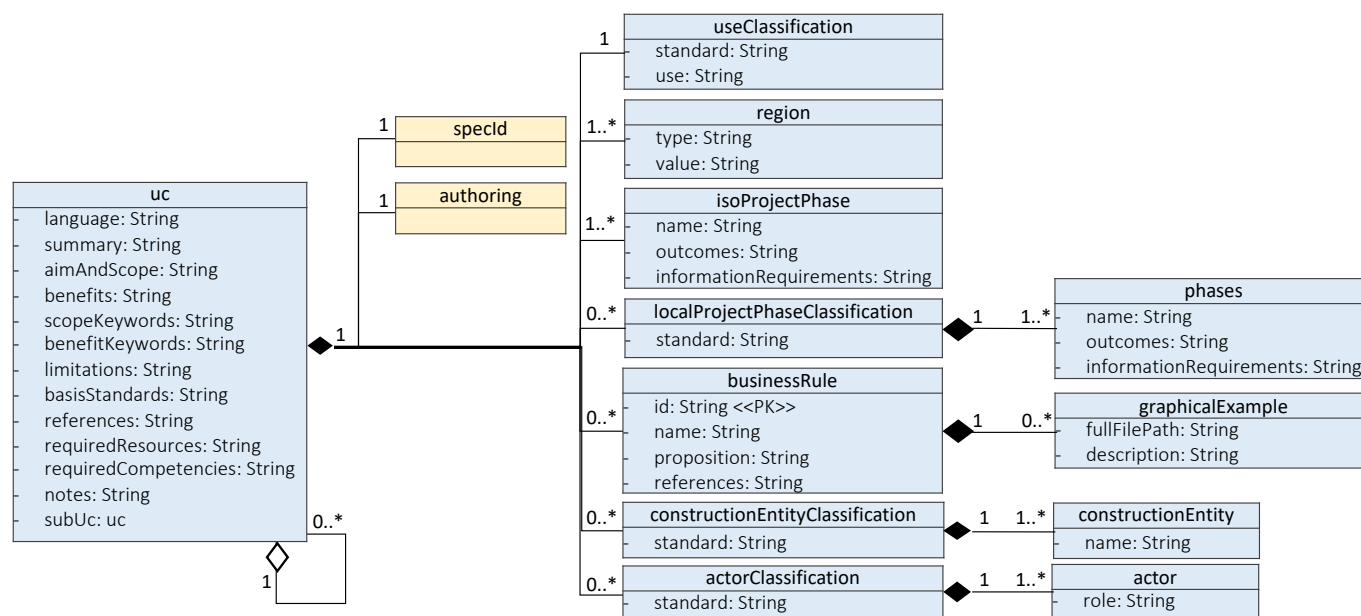 uc
- language: String
- summary: String
- aimAndScope: String
- benefits: String
- scopeKeywords: String
- benefitKeywords: String
- limitations: String
- basisStandards: String
- references: String
- requiredResources: String
- requiredCompetencies: String
- notes: String
- subUc: uc
0..*
1
1
1
specId
1
authoring
1
useClassification
- standard: String
- use: String
1..*
region
- type: String
- value: String
1..*
isoProjectPhase
- name: String
- outcomes: String
- informationRequirements: String
0..*
localProjectPhaseClassification
- standard: String
1 1..*
phases
- name: String
- outcomes: String
- informationRequirements: String
0..*
businessRule
- id: String <<PK>>
- name: String
- proposition: String
- references: String
1 0..*
graphicalExample
- fullFilePath: String
- description: String
0..*
constructionEntityClassification
- standard: String
1 1..*
constructionEntity
- name: String
0..*
actorClassification
- standard: String
1 1..*
actor
- role: String